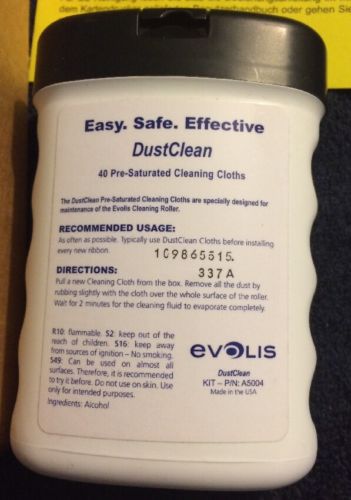 dem Kartendrucker
Benutzerhandbuch oder gehen Sie
Easy. Safe. Effective
DustClean
40 Pre-Saturated Cleaning Cloths
The DustClean Pre-Saturated Cleaning Cloths are specially designed for
maintenance of the Evolis Cleaning Roller.
RECOMMENDED USAGE:
As often as possible. Typically use DustClean Cloths before installing
every new ribbon.
109865515
337A
DIRECTIONS:
Pull a new Cleaning Cloth from the box. Remove all the dust by
rubbing slightly with the cloth over the whole surface of the roller.
Wait for 2 minutes for the cleaning fluid to evaporate completely.
R10: flammable. S2: keep out of the
reach of children. S16: keep away
from sources of ignition – No smoking.
S49: Can be used on almost all
surfaces. Therefore, it is recommended
to try it before. Do not use on skin. Use
only for intended purposes.
Ingredients: Alcohol
evolis
DustClean
KIT – P/N: A5004
Made in the USA